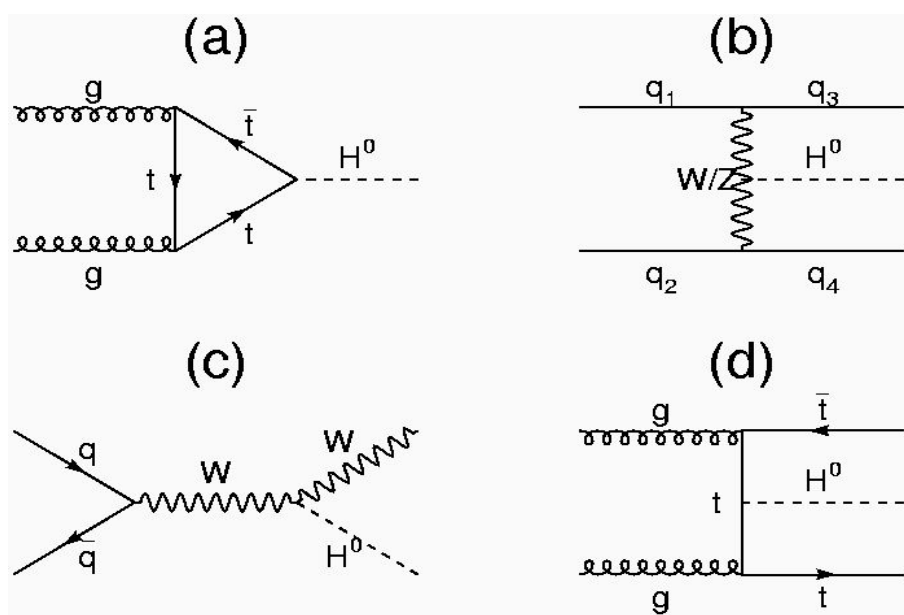 (a)
g
t̅
H⁰
t
t
g
(b)
q₁ q₃
H⁰
W/Z
q₂ q₄
(c)
q
W
W
q̅
H⁰
(d)
g
t̅
H⁰
t
g
t